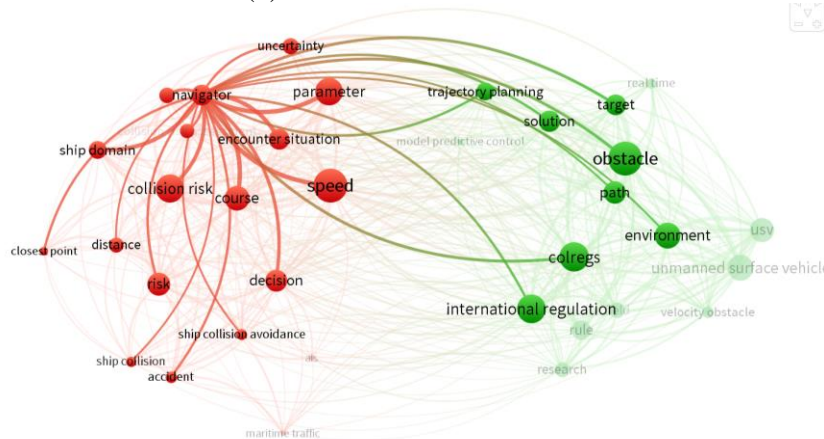 uncertainty
navigator
parameter
trajectory planning
real time
target
solution
ship domain
encounter situation
model predictive control
obstacle
collision risk
course
speed
path
closest point
distance
environment
usv
colregs
unmanned surface vehicle
risk
decision
international regulation
velocity obstacle
rule
ship collision avoidance
ship collision
accident
ais
research
maritime traffic